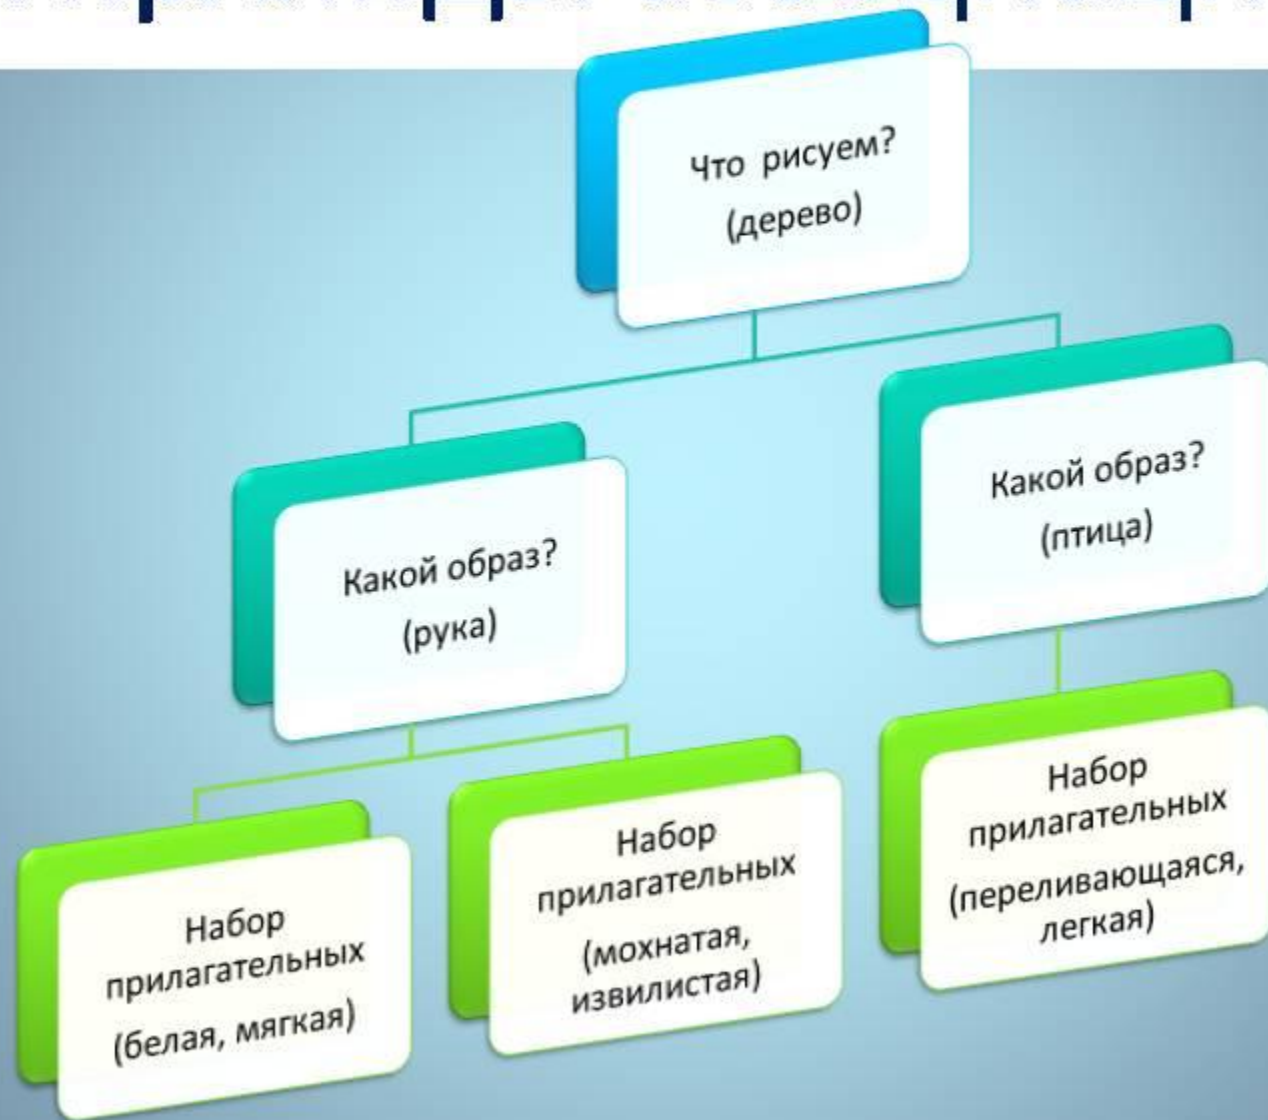 Что рисуем?
(дерево)
Какой образ?
(рука)
Какой образ?
(птица)
Набор
прилагательных
(белая, мягкая)
Набор
прилагательных
(мохнатая,
извилистая)
Набор
прилагательных
(переливающаяся,
легкая)